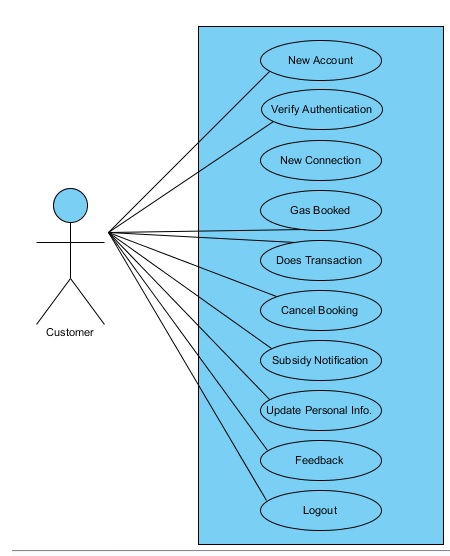 New Account
Verify Authentication
New Connection
Gas Booked
Does Transaction
Cancel Booking
Subsidy Notification
Update Personal Info.
Feedback
Logout
Customer